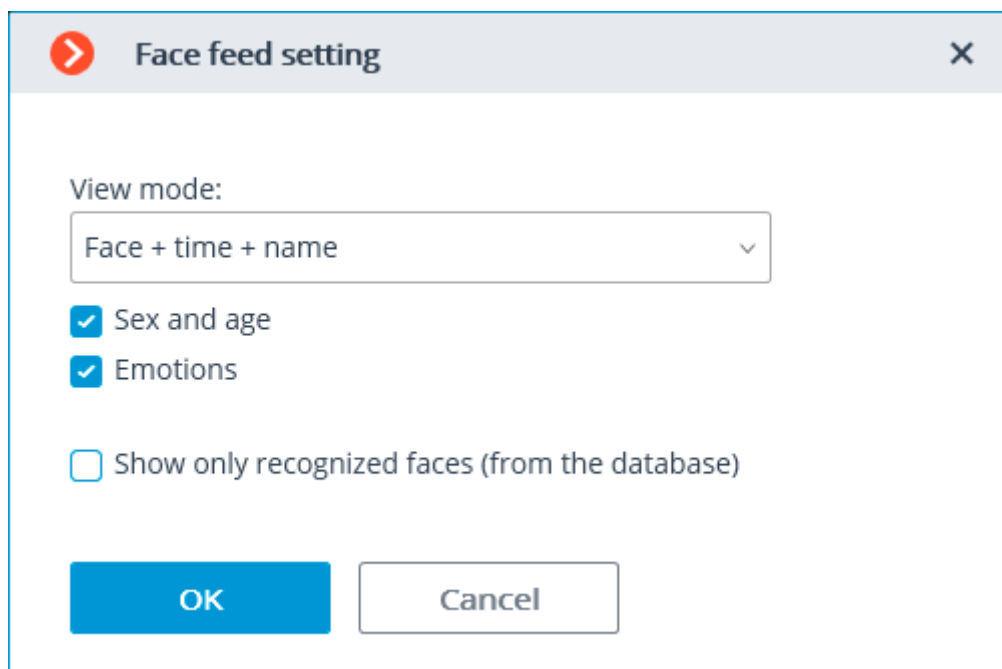 Face feed setting
View mode:
Face + time + name
Sex and age
Emotions
Show only recognized faces (from the database)
OK
Cancel